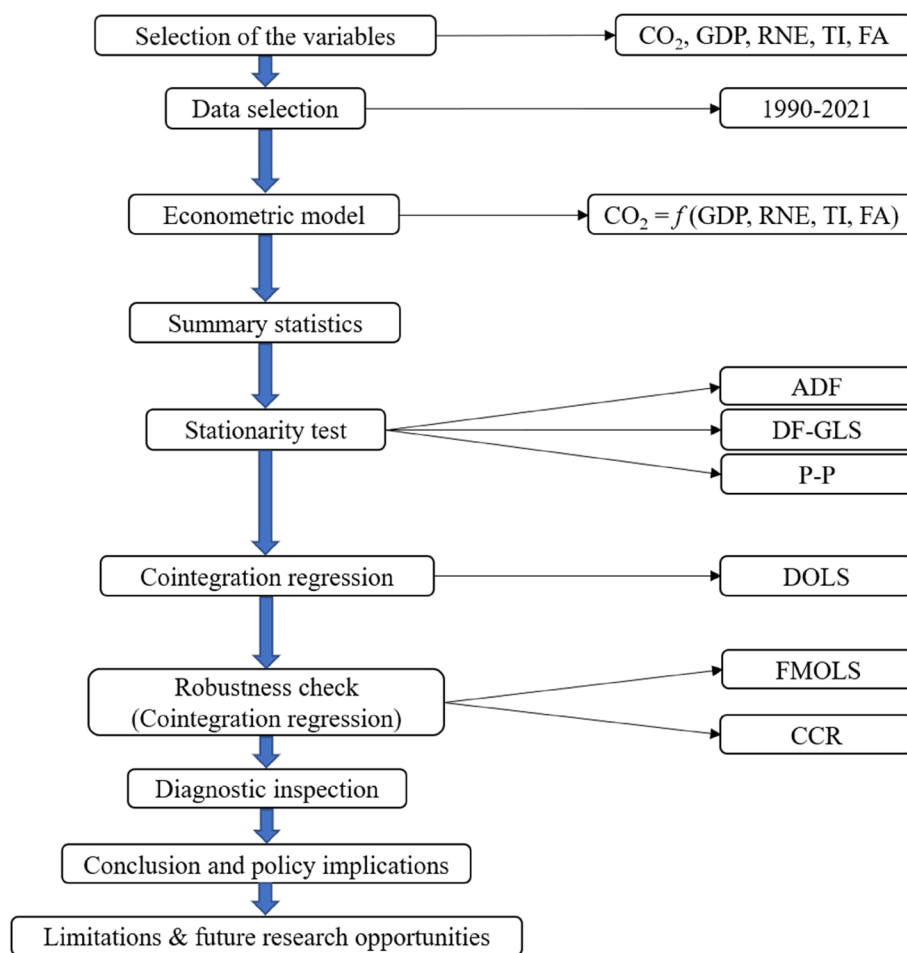 Selection of the variables
CO₂, GDP, RNE, TI, FA
Data selection
1990-2021
Econometric model
CO₂ = f (GDP, RNE, TI, FA)
Summary statistics
Stationarity test
ADF
DF-GLS
P-P
Cointegration regression
DOLS
Robustness check
(Cointegration regression)
FMOLS
CCR
Diagnostic inspection
Conclusion and policy implications
Limitations & future research opportunities